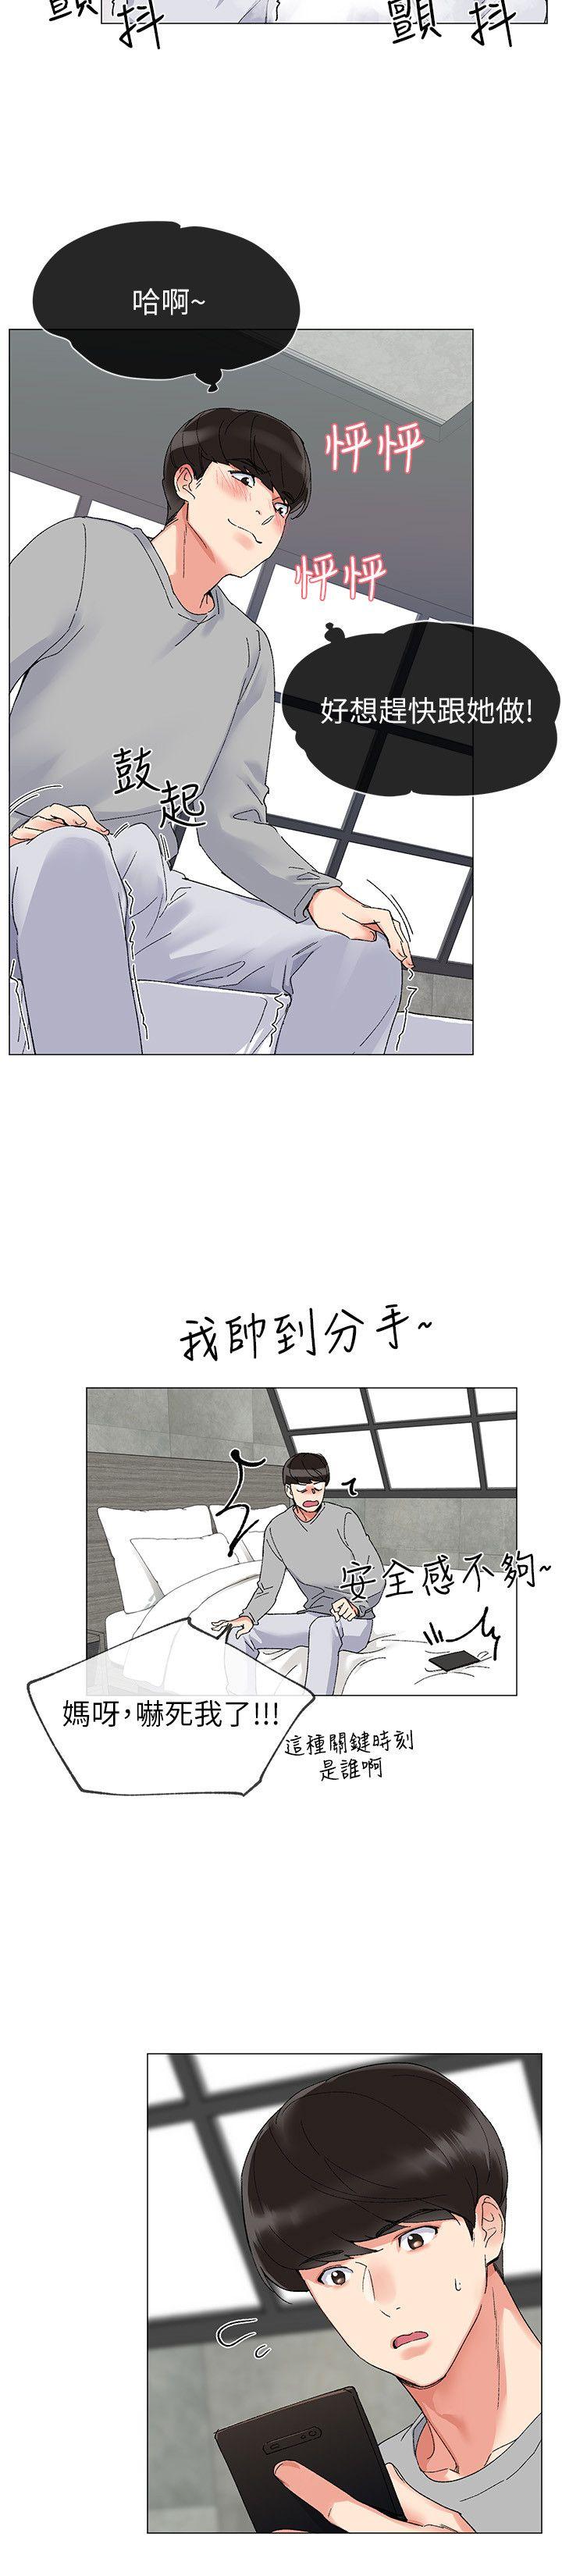 顫抖
顫抖
哈啊~
怦怦
怦怦
好想趕快跟她做!
鼓起
我帥到分手~
安全感不夠~
媽呀,嚇死我了!!!
這種關鍵時刻
是誰啊